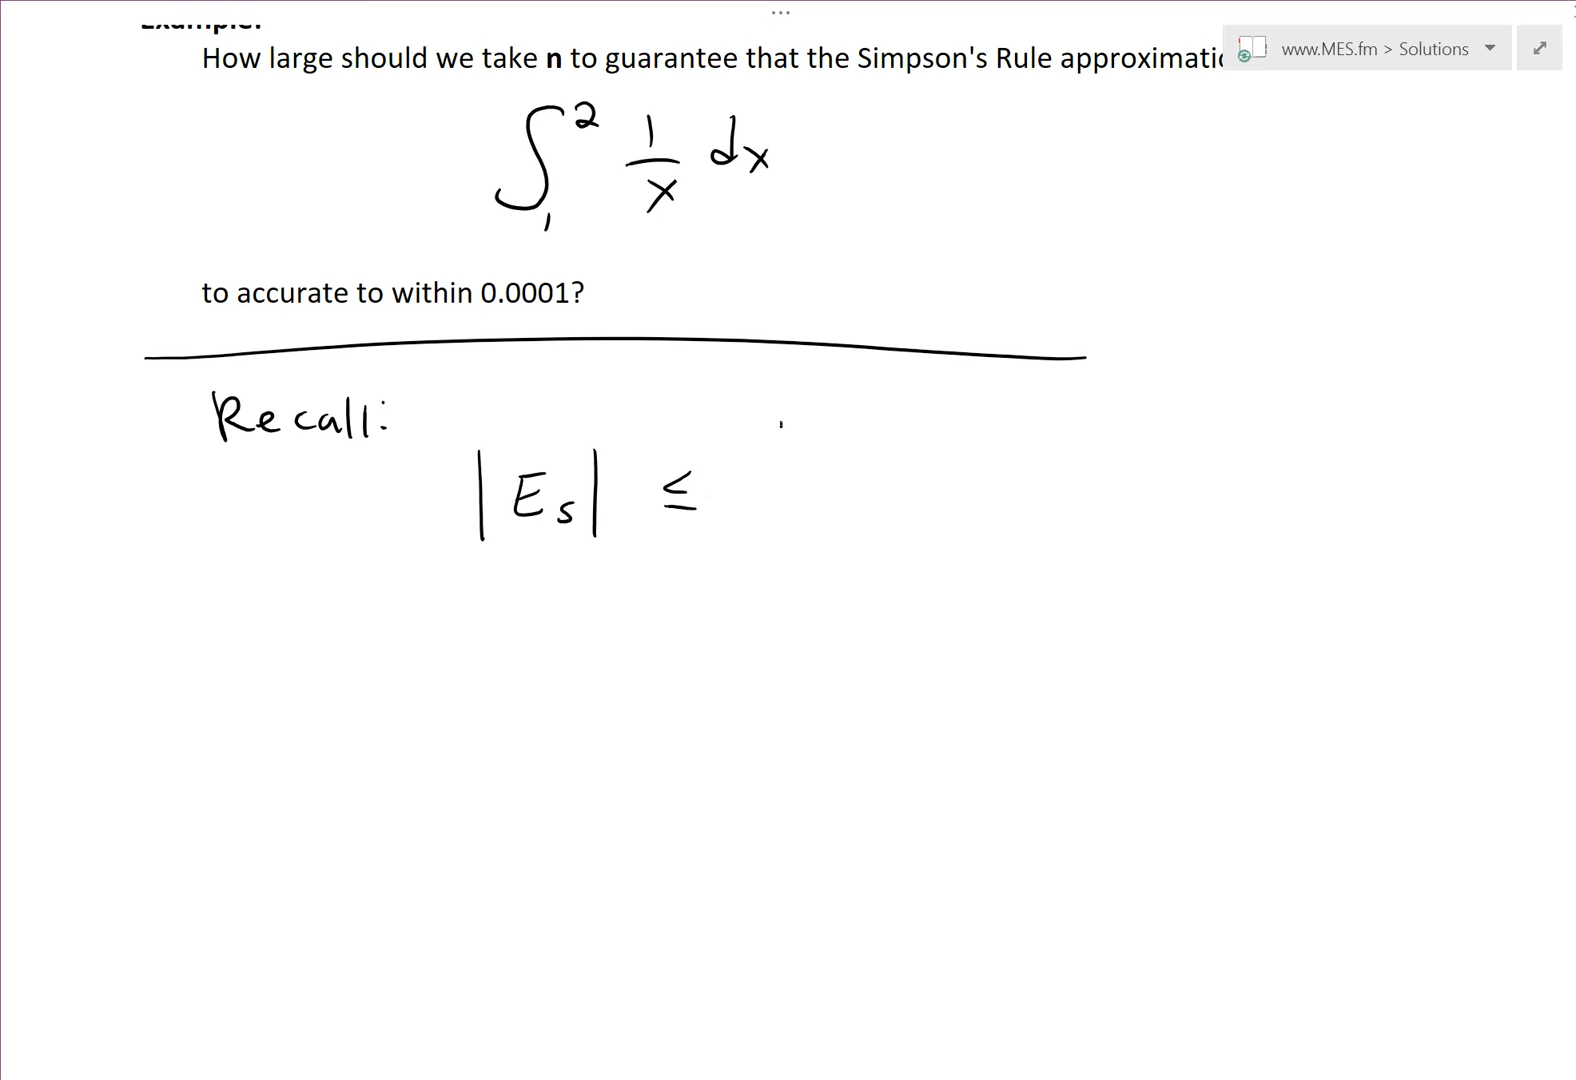 Example:
How large should we take n to guarantee that the Simpson's Rule
www.MES.fm > Solutions
∫₁² 1/x dx
to accurate to within 0.0001?
Recall:
|Eₛ| ≤